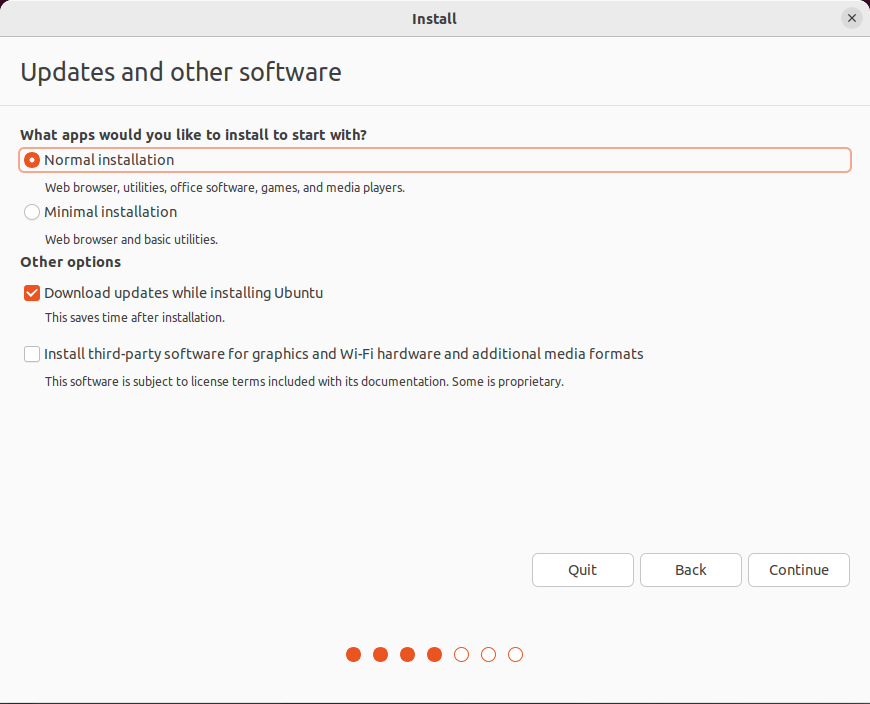 Install
Updates and other software
What apps would you like to install to start with?
Normal installation
Web browser, utilities, office software, games, and media players.
Minimal installation
Web browser and basic utilities.
Other options
Download updates while installing Ubuntu
This saves time after installation.
Install third-party software for graphics and Wi-Fi hardware and additional media formats
This software is subject to license terms included with its documentation. Some is proprietary.
Quit Back Continue